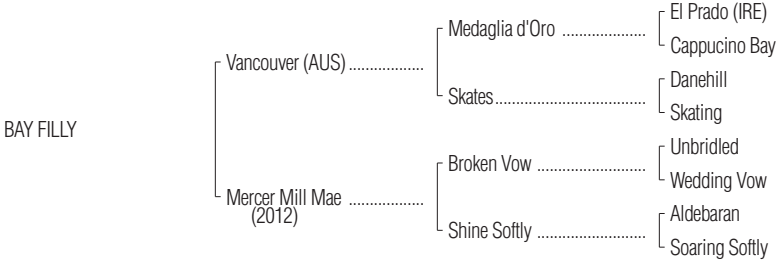 El Prado (IRE)
Medaglia d'Oro ....................
Cappucino Bay
Vancouver (AUS) ..................
Danehill
Skates....................................
Skating
BAY FILLY
Unbridled
Broken Vow ..........................
Wedding Vow
Mercer Mill Mae ..................
(2012)
Aldebaran
Shine Softly ..........................
Soaring Softly